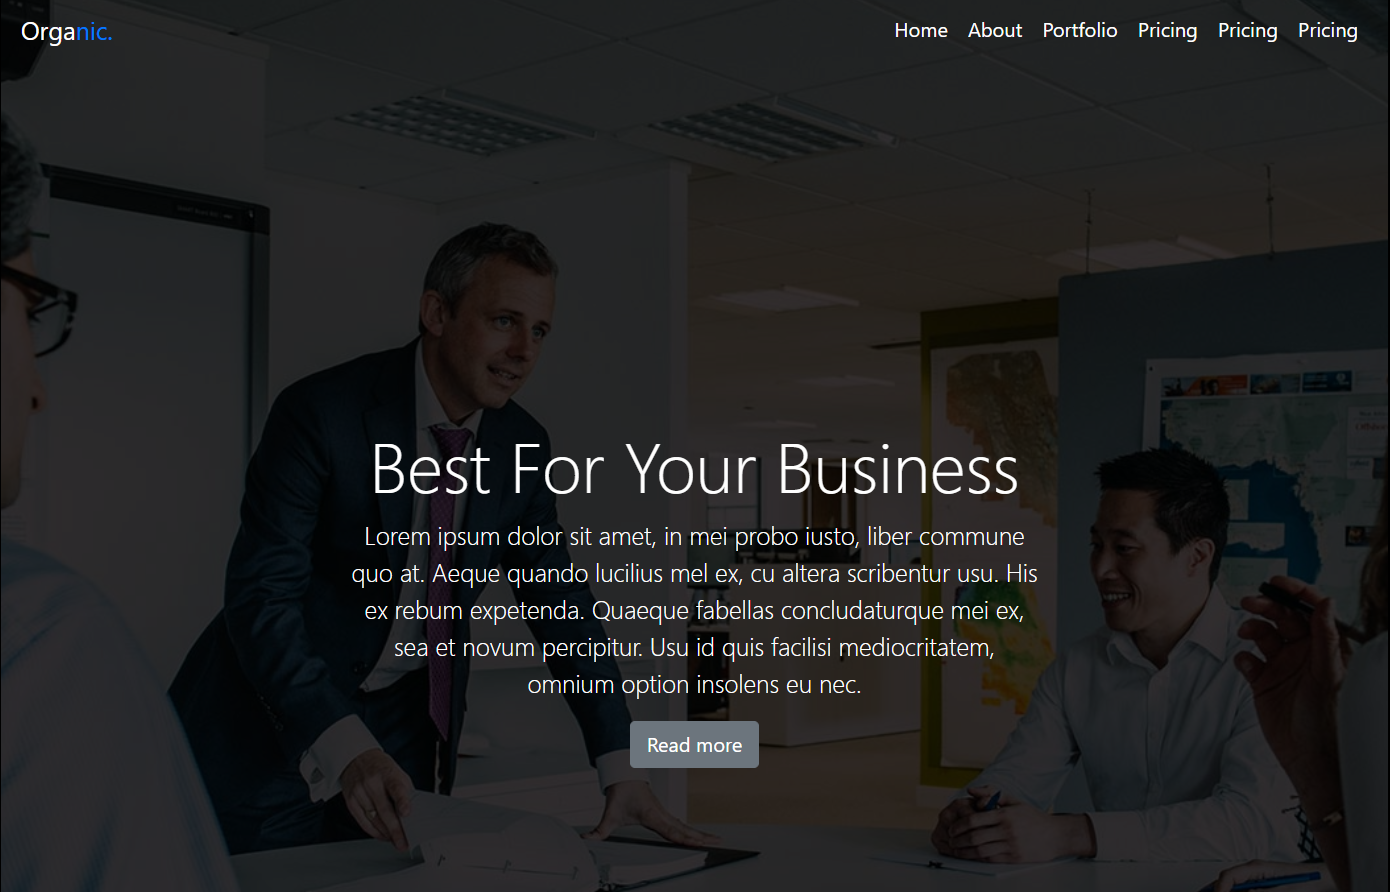 Organic.
Home About Portfolio Pricing Pricing Pricing
Best For Your Business
Lorem ipsum dolor sit amet, in mei probo iusto, liber commune
quo at. Aeque quando lucilius mel ex, cu altera scribentur usu. His
ex rebum expetenda. Quaeque fabellas concludaturque mei ex,
sea et novum percipitur. Usu id quis facilisi mediocritatem,
omnium option insolens eu nec.
Read more